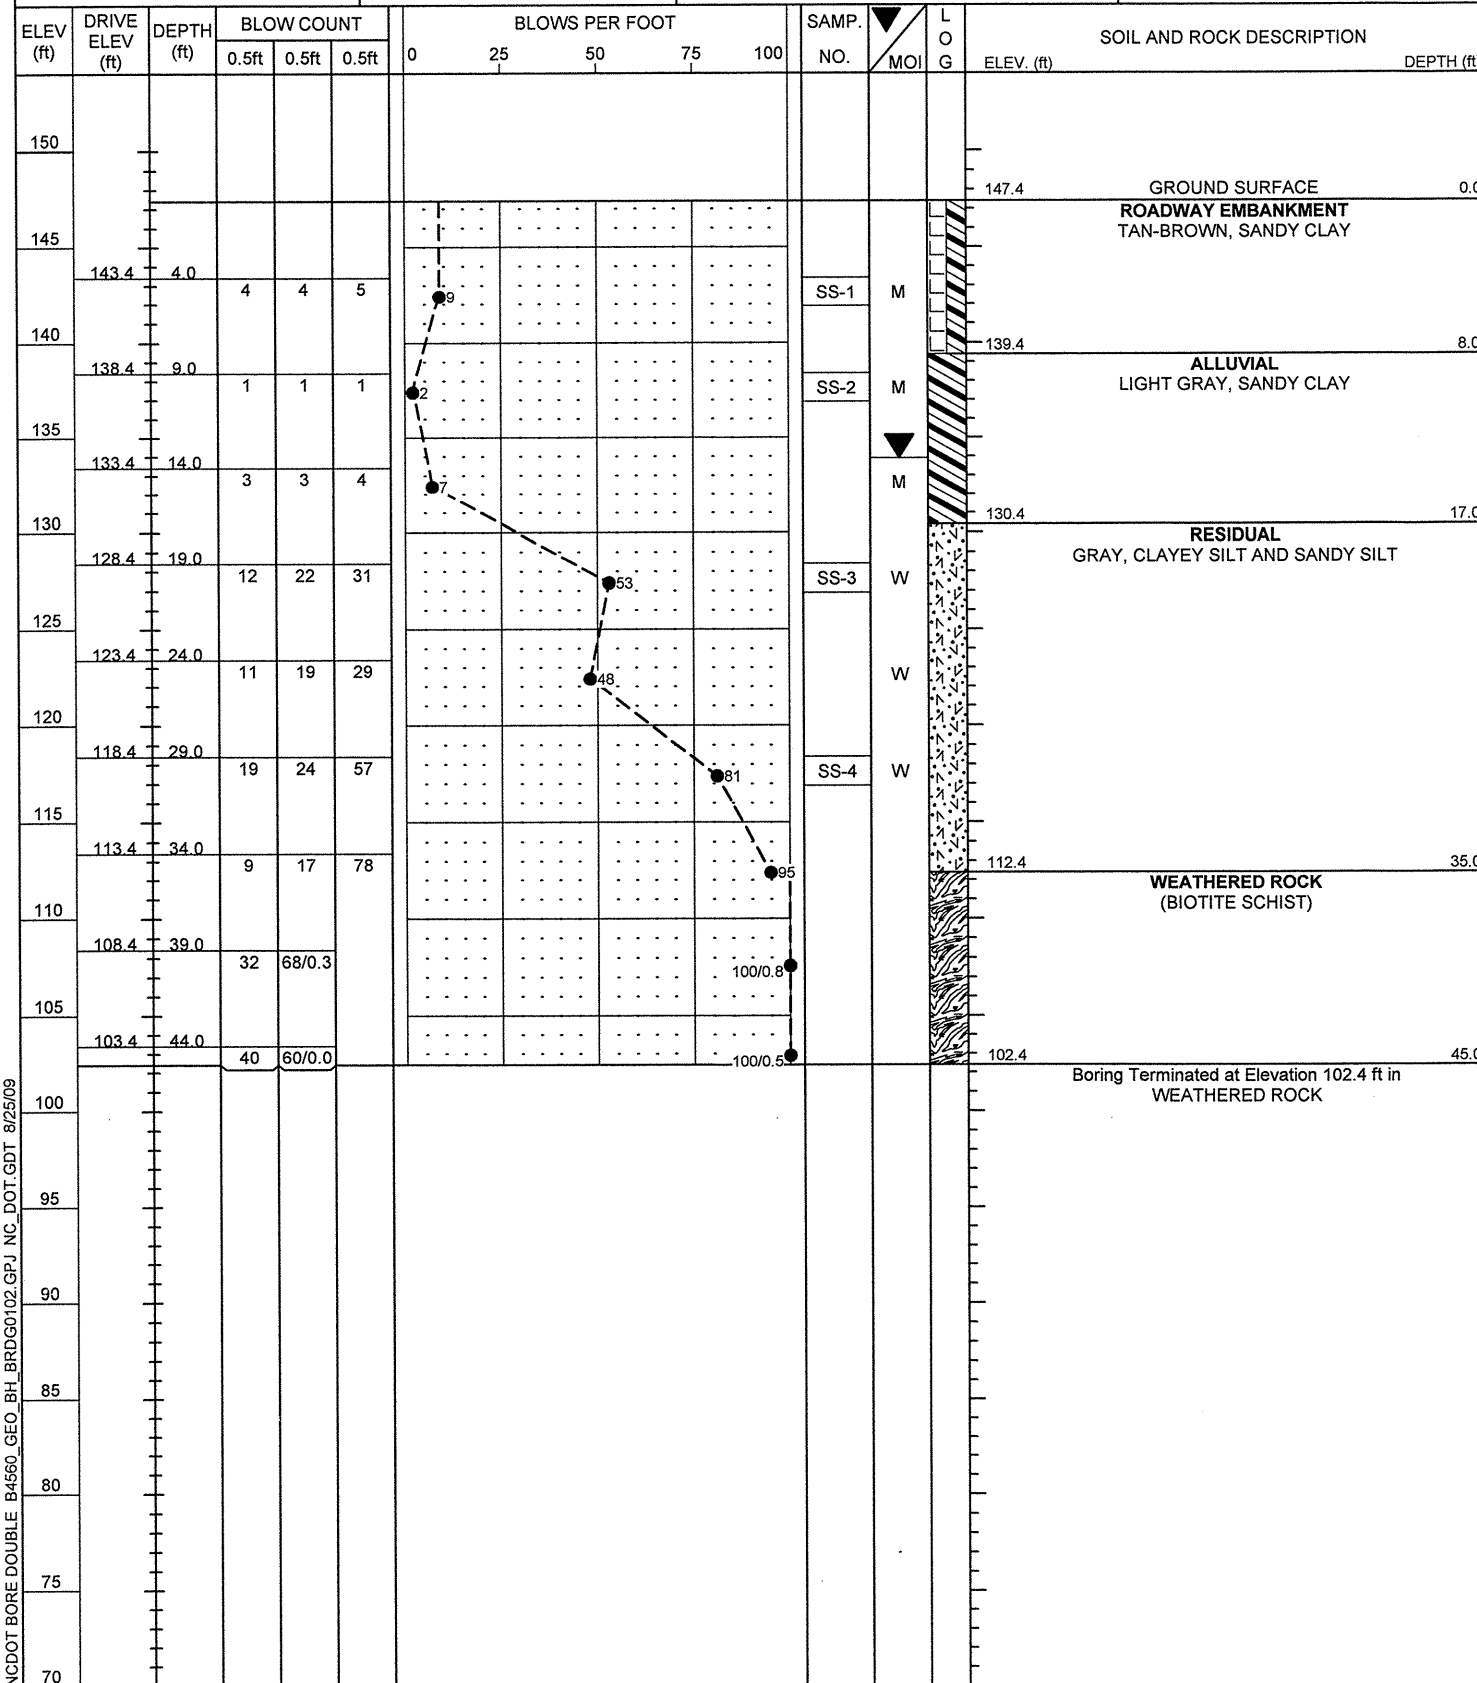 ELEV (ft) DRIVE ELEV (ft) DEPTH (ft) BLOW COUNT BLOWS PER FOOT SAMP. NO. MOI L O G SOIL AND ROCK DESCRIPTION
0.5ft 0.5ft 0.5ft 0 25 50 75 100 ELEV. (ft) DEPTH (ft
150
147.4 GROUND SURFACE 0.0
ROADWAY EMBANKMENT
TAN-BROWN, SANDY CLAY
145
143.4 4.0
4 4 5 9 SS-1 M
140
139.4 8.0
ALLUVIAL
138.4 9.0
LIGHT GRAY, SANDY CLAY
1 1 1 2 SS-2 M
135
133.4 14.0
3 3 4 7 M
130.4 17.0
130
RESIDUAL
GRAY, CLAYEY SILT AND SANDY SILT
128.4 19.0
12 22 31 53 SS-3 W
125
123.4 24.0
11 19 29 48 W
120
118.4 29.0
19 24 57 81 SS-4 W
115
113.4 34.0
9 17 78 95
112.4 35.0
WEATHERED ROCK
(BIOTITE SCHIST)
110
108.4 39.0
32 68/0.3 100/0.8
105
103.4 44.0
40 60/0.0 100/0.5
102.4 45.0
Boring Terminated at Elevation 102.4 ft in
WEATHERED ROCK
100
95
90
85
80
75
70
NCDOT BORE DOUBLE B4560_GEO_BH_BRDG0102.GPJ NC_DOT.GDT 8/25/09